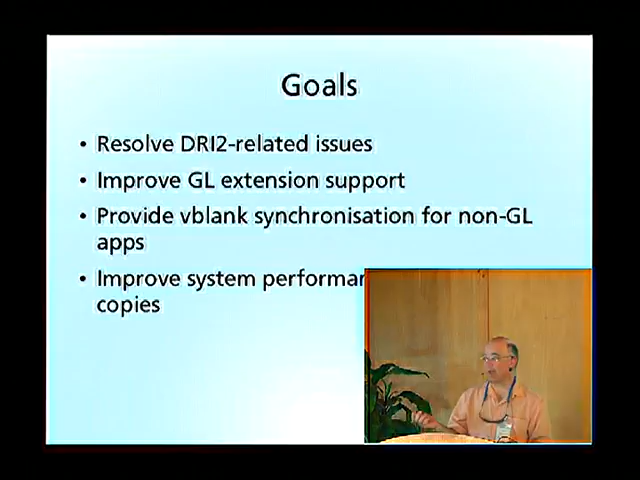 Goals
• Resolve DRI2-related issues
• Improve GL extension support
• Provide vblank synchronisation for non-GL
apps
• Improve system
copies